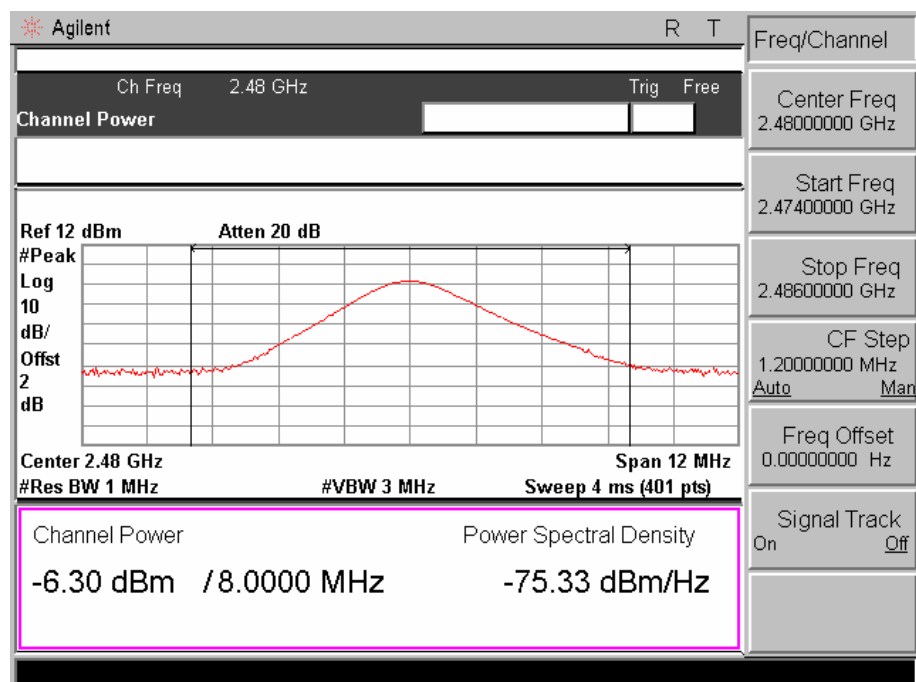 Agilent R T
Freq/Channel
Ch Freq 2.48 GHz Trig Free
Channel Power
Center Freq
2.48000000 GHz
Start Freq
2.47400000 GHz
Stop Freq
2.48600000 GHz
CF Step
1.20000000 MHz
Auto Man
Freq Offset
0.00000000 Hz
Signal Track
On Off
Ref 12 dBm Atten 20 dB
#Peak
Log
10
dB/
Offst
2
dB
Center 2.48 GHz Span 12 MHz
#Res BW 1 MHz #VBW 3 MHz Sweep 4 ms (401 pts)
Channel Power Power Spectral Density
-6.30 dBm /8.0000 MHz -75.33 dBm/Hz